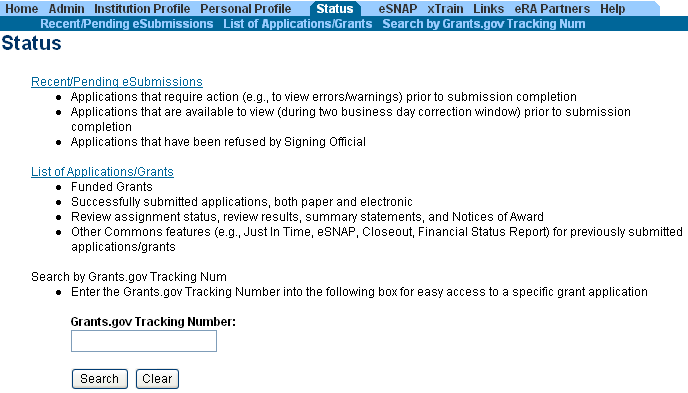 Home Admin Institution Profile Personal Profile Status eSNAP xTrain Links eRA Partners Help
Recent/Pending eSubmissions List of Applications/Grants Search by Grants.gov Tracking Num
Status
Recent/Pending eSubmissions
• Applications that require action (e.g., to view errors/warnings) prior to submission completion
• Applications that are available to view (during two business day correction window) prior to submission
completion
• Applications that have been refused by Signing Official
List of Applications/Grants
• Funded Grants
• Successfully submitted applications, both paper and electronic
• Review assignment status, review results, summary statements, and Notices of Award
• Other Commons features (e.g., Just In Time, eSNAP, Closeout, Financial Status Report) for previously submitted
applications/grants
Search by Grants.gov Tracking Num
• Enter the Grants.gov Tracking Number into the following box for easy access to a specific grant application
Grants.gov Tracking Number:
Search Clear